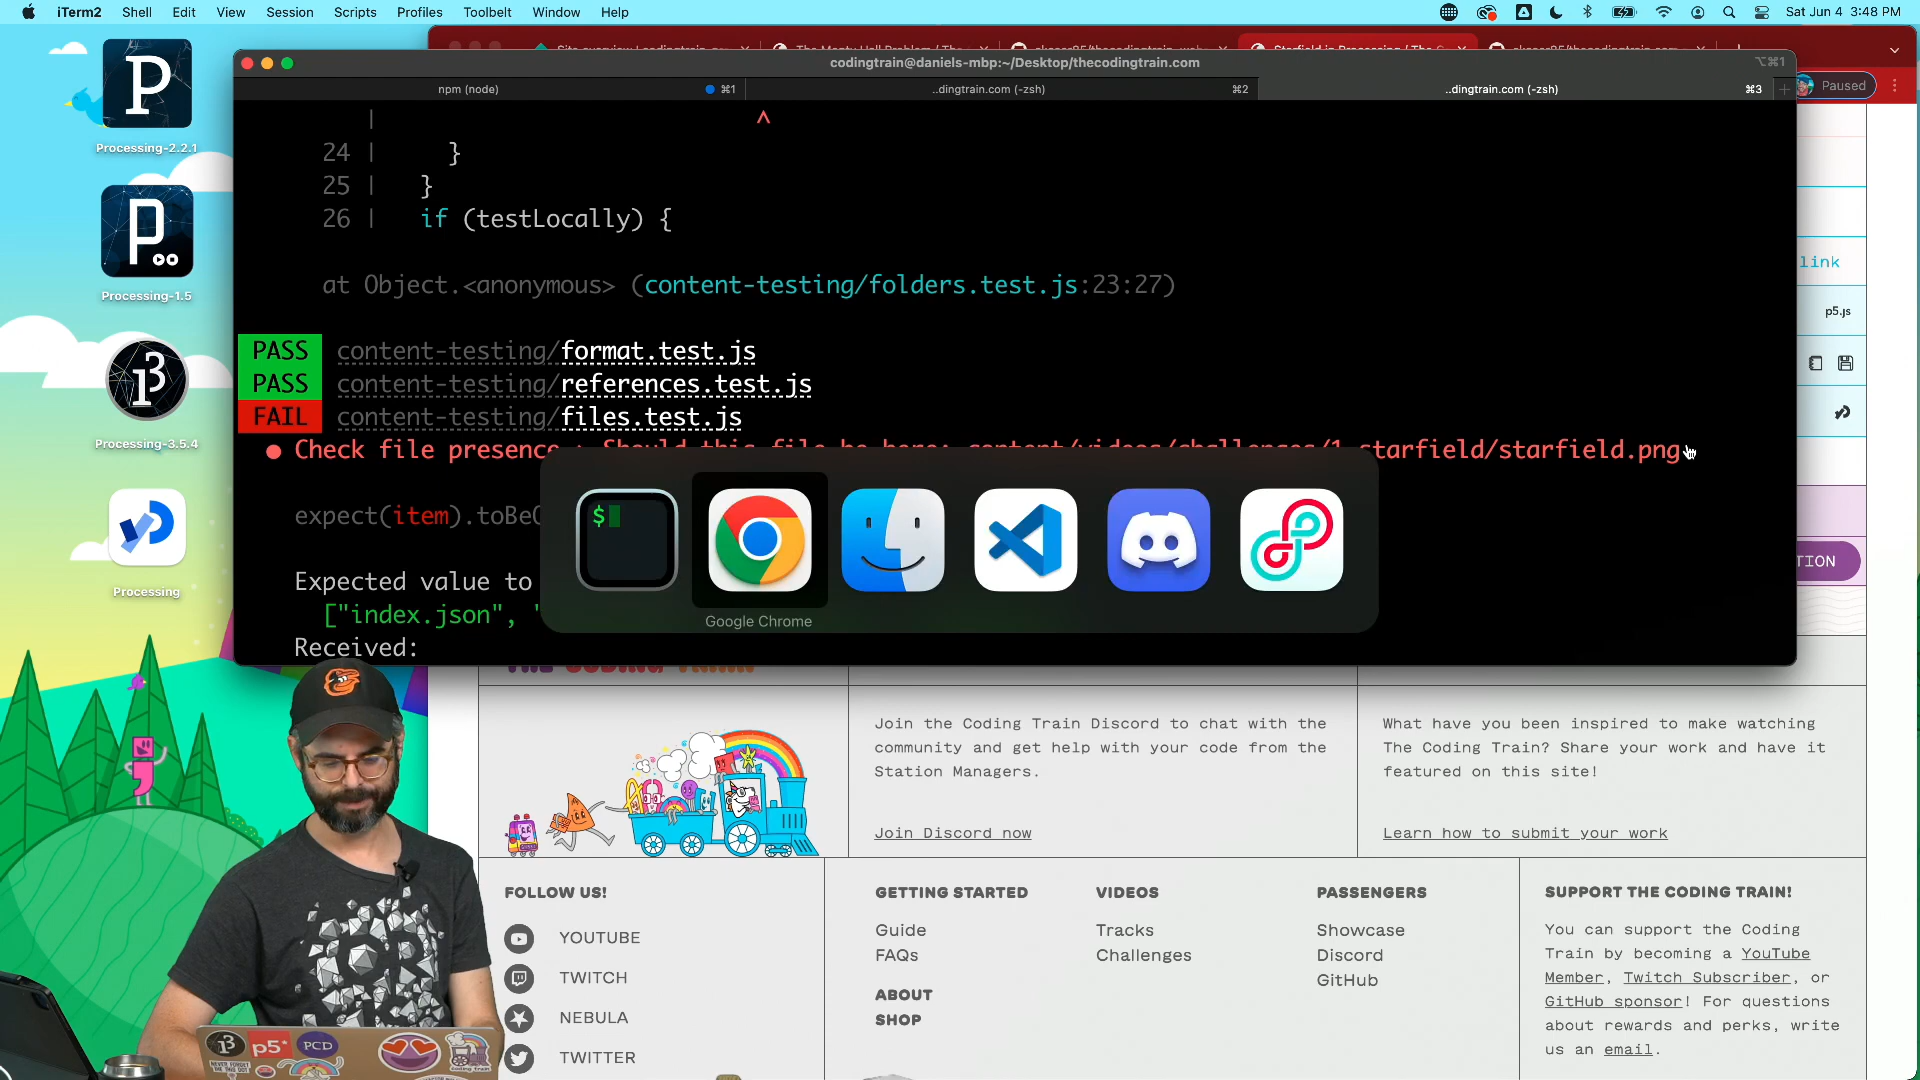 iTerm2 Shell Edit View Session Scripts Profiles Toolbelt Window Help Sat Jun 4 3:48 PM
codingtrain@daniels-mbp:~/Desktop/thecodingtrain.com ⌥⌘1
npm (node) ⌘1 ..dingtrain.com (-zsh) ⌘2 ..dingtrain.com (-zsh) ⌘3
Paused
| ^
24 | }
25 | }
26 | if (testLocally) {
at Object.<anonymous> (content-testing/folders.test.js:23:27)
PASS content-testing/format.test.js
PASS content-testing/references.test.js
FAIL content-testing/files.test.js
● Check file presence
starfield/starfield.png
expect(item).toBeO
Expected value to
["index.json",
Received:
$
Google Chrome
Processing-2.2.1
Processing-1.5
Processing-3.5.4
Processing
link
p5.js
TION
Join the Coding Train Discord to chat with the
community and get help with your code from the
Station Managers.
Join Discord now
What have you been inspired to make watching
The Coding Train? Share your work and have it
featured on this site!
Learn how to submit your work
FOLLOW US!
YOUTUBE
TWITCH
NEBULA
TWITTER
GETTING STARTED
Guide
FAQs
ABOUT
SHOP
VIDEOS
Tracks
Challenges
PASSENGERS
Showcase
Discord
GitHub
SUPPORT THE CODING TRAIN!
You can support the Coding
Train by becoming a YouTube
Member, Twitch Subscriber, or
GitHub sponsor! For questions
about rewards and perks, write
us an email.
p5*
PCD